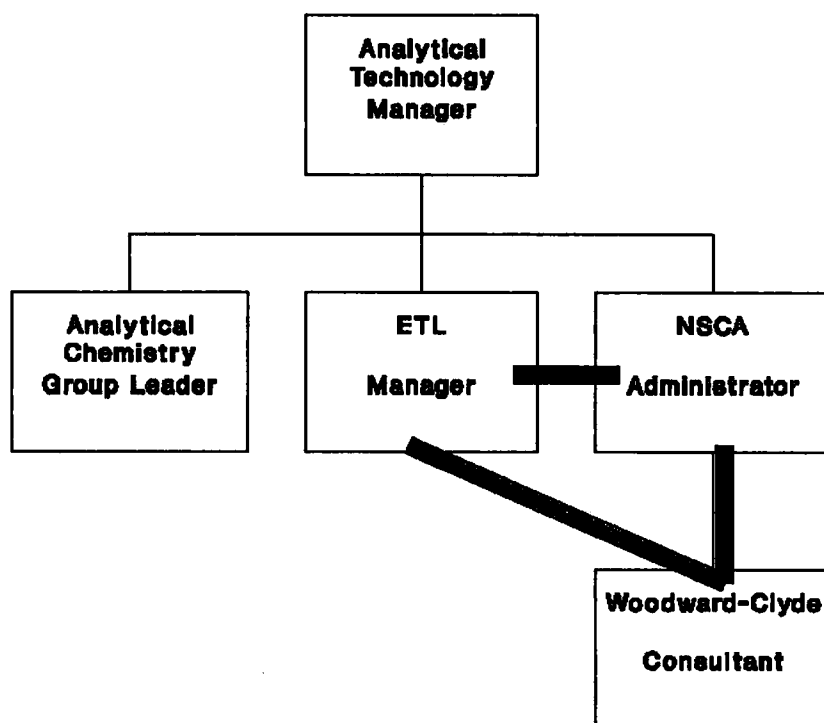 Analytical
Technology
Manager
Analytical
Chemistry
Group Leader
ETL
Manager
NSCA
Administrator
Woodward-Clyde
Consultant